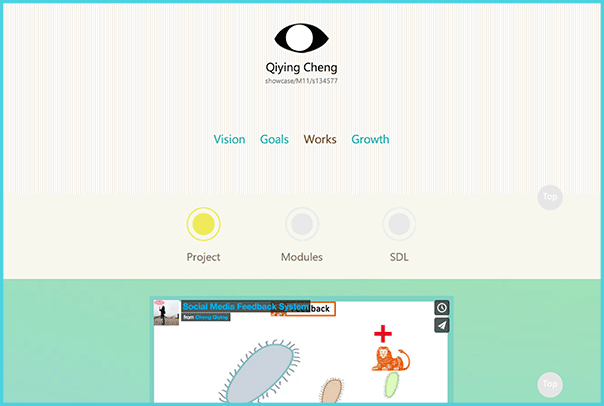 Qiying Cheng
showcase/M11/s134577
Vision Goals Works Growth
Top
Project Modules SDL
Social Media Feedback System
from Cheng Qiying
Top